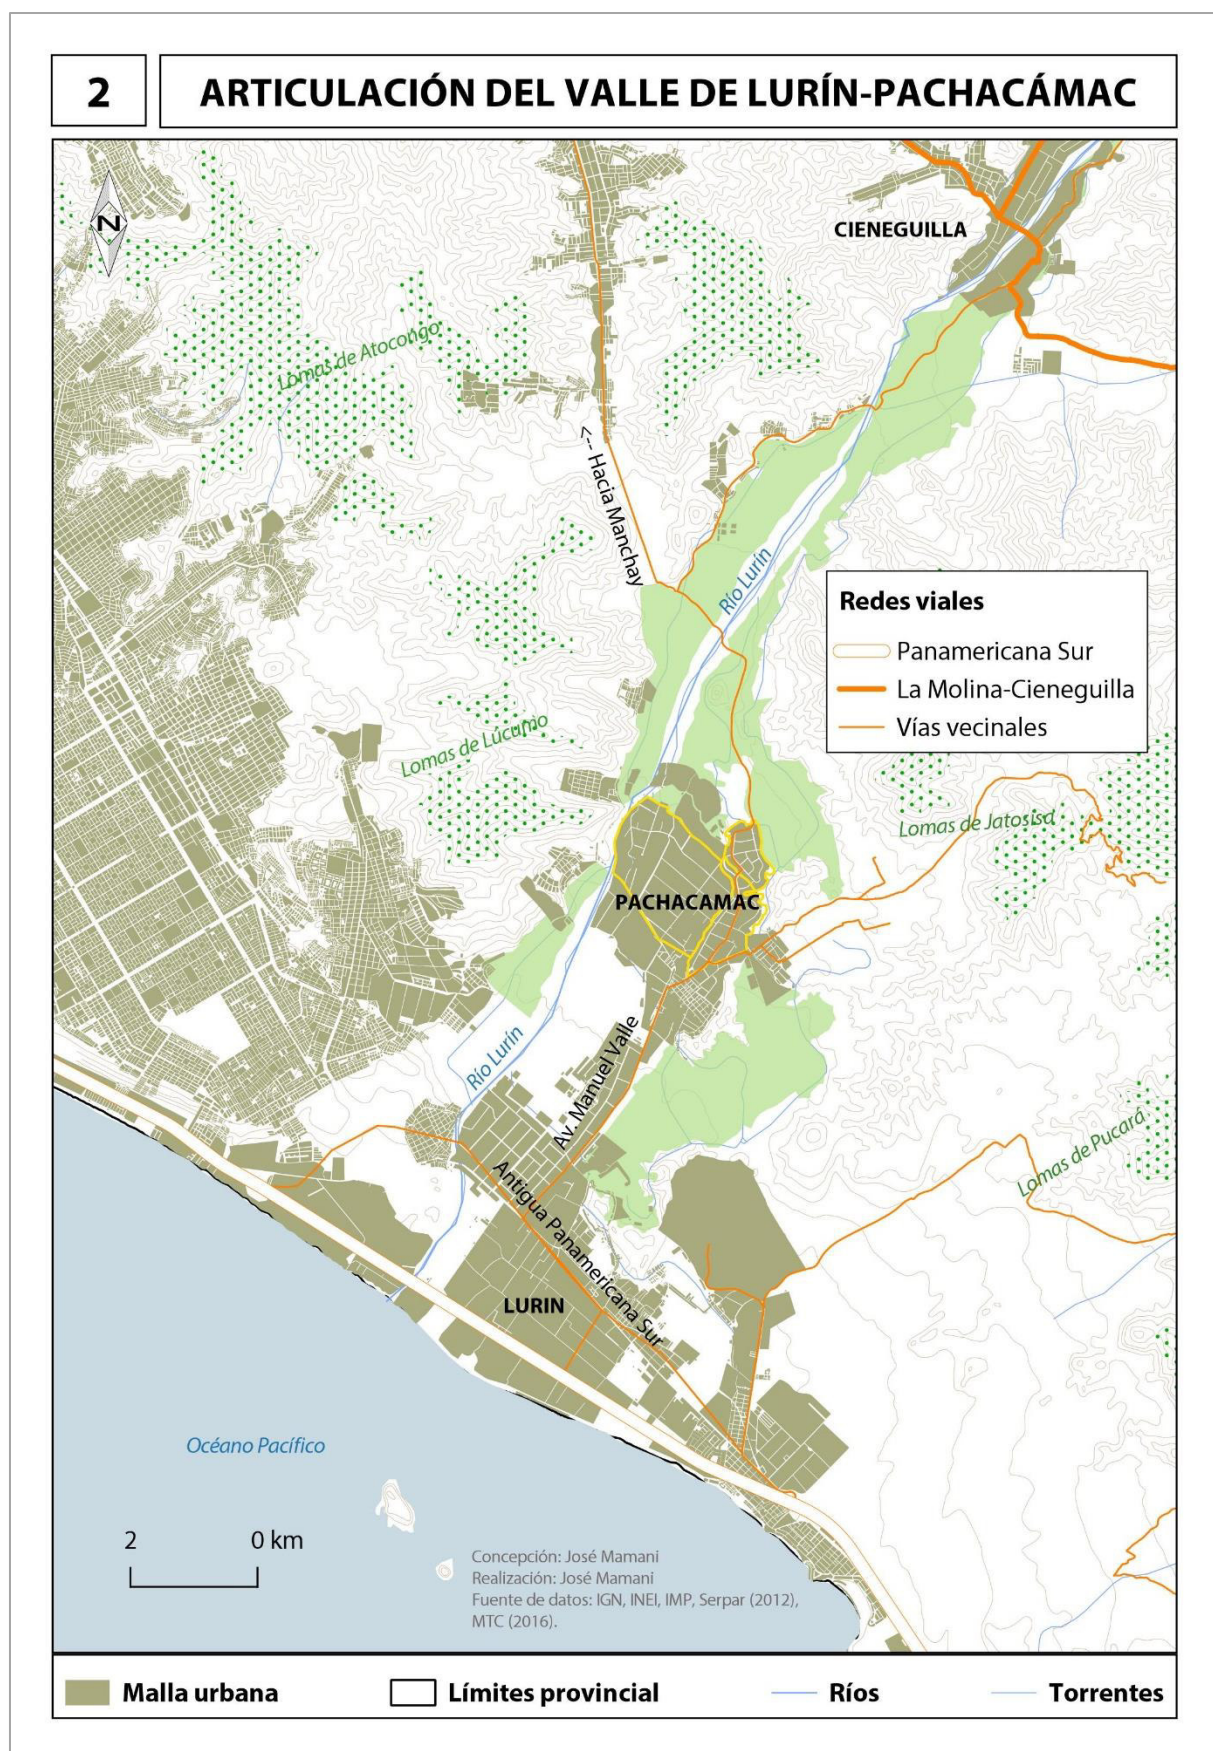 2
ARTICULACIÓN DEL VALLE DE LURÍN-PACHACÁMAC
N
CIENEGUILLA
Lomas de Atocongo
<--- Hacia Manchay
Río Lurín
Redes viales
Panamericana Sur
La Molina-Cieneguilla
Vías vecinales
Lomas de Lúcumo
Lomas de Jatosisa
PACHACAMAC
Río Lurín
Av. Manuel Valle
Lomas de Pucará
Antigua Panamericana Sur
LURIN
Océano Pacífico
2 0 km
Concepción: José Mamani
Realización: José Mamani
Fuente de datos: IGN, INEI, IMP, Serpar (2012),
MTC (2016).
Malla urbana
Límites provincial
Ríos
Torrentes